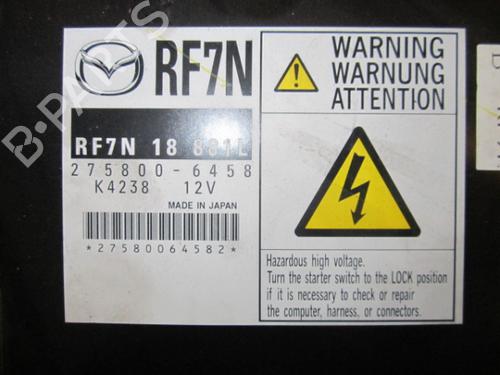 RF7N
RF7N 18 881L
275800-6458
K4238 12V
MADE IN JAPAN
*27580064582*
WARNING
WARNUNG
ATTENTION
Hazardous high voltage.
Turn the starter switch to the LOCK position
if it is necessary to check or repair
the computer, harness, or connectors.
B-PARTS